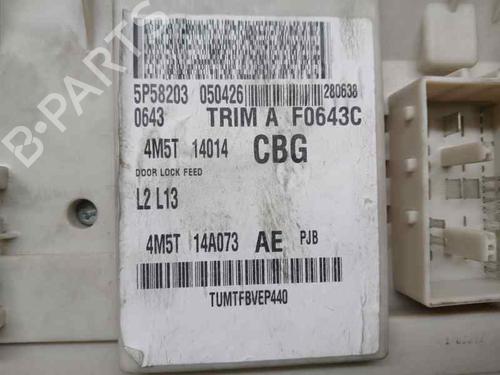 B-PARTS
5P58203 050426 280638
0643 TRIM A F0643C
4M5T 14014 CBG
DOOR LOCK FEED
L2 L13
4M5T 14A073 AE PJB
TUMTFBVEP440